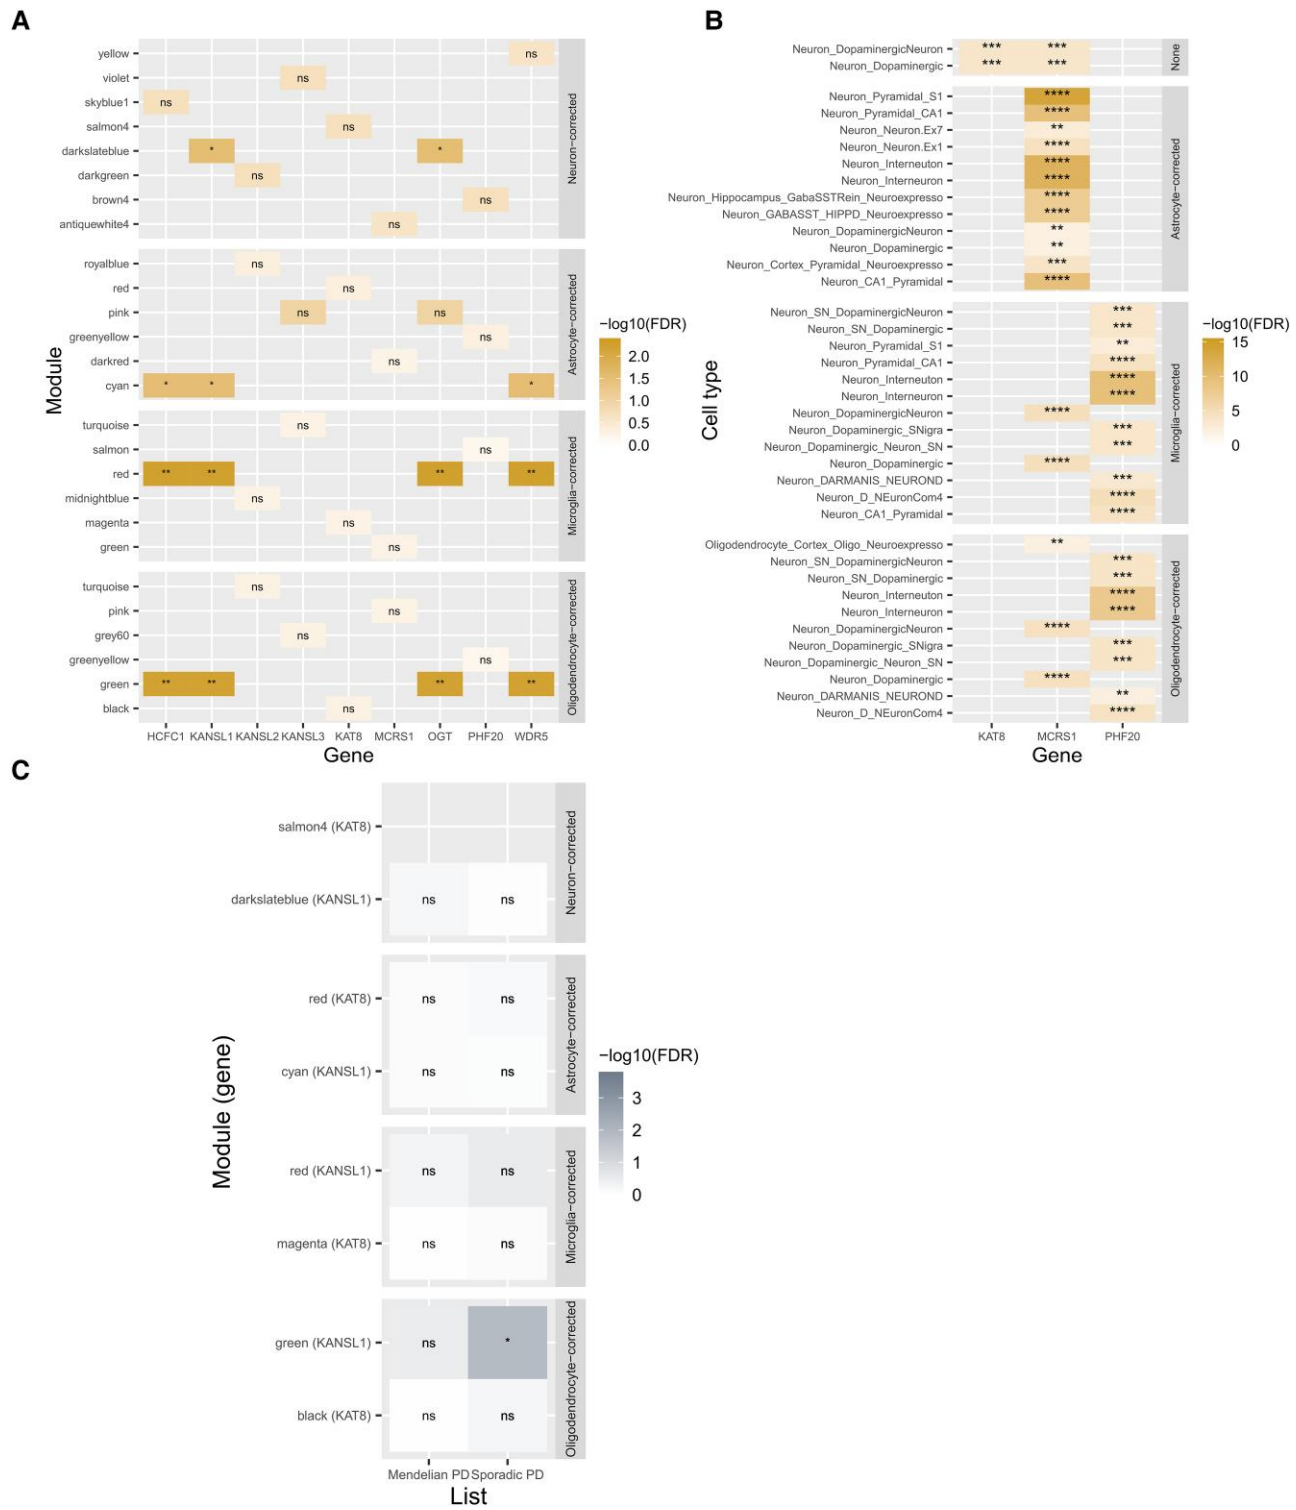 A
yellow ns
violet ns
skyblue1 ns
salmon4 ns
darkslateblue * *
darkgreen ns
brown4 ns
antiquewhite4 ns
Neuron−corrected
royalblue ns
red ns
pink ns ns
greenyellow ns
darkred ns
cyan * * *
Astrocyte−corrected
turquoise ns
salmon ns
red ** ** ** **
midnightblue ns
magenta ns
green ns
Microglia−corrected
turquoise ns
pink ns
grey60 ns
greenyellow ns
green ** ** ** **
black ns
Oligodendrocyte−corrected
HCFC1 KANSL1 KANSL2 KANSL3 KAT8 MCRS1 OGT PHF20 WDR5
Gene
Module
−log10(FDR)
2.0
1.5
1.0
0.5
0.0
B
Neuron_DopaminergicNeuron *** ***
Neuron_Dopaminergic *** ***
None
Neuron_Pyramidal_S1 ****
Neuron_Pyramidal_CA1 ****
Neuron_Neuron.Ex7 **
Neuron_Neuron.Ex1 ****
Neuron_Interneuton ****
Neuron_Interneuron ****
Neuron_Hippocampus_GabaSSTRein_Neuroexpresso ****
Neuron_GABASST_HIPPD_Neuroexpresso ****
Neuron_DopaminergicNeuron **
Neuron_Dopaminergic **
Neuron_Cortex_Pyramidal_Neuroexpresso ***
Neuron_CA1_Pyramidal ****
Astrocyte−corrected
Neuron_SN_DopaminergicNeuron ***
Neuron_SN_Dopaminergic ***
Neuron_Pyramidal_S1 **
Neuron_Pyramidal_CA1 ****
Neuron_Interneuton ****
Neuron_Interneuron ****
Neuron_DopaminergicNeuron ****
Neuron_Dopaminergic_SNigra ***
Neuron_Dopaminergic_Neuron_SN ***
Neuron_Dopaminergic ****
Neuron_DARMANIS_NEUROND ***
Neuron_D_NEuronCom4 ****
Neuron_CA1_Pyramidal ****
Microglia−corrected
Oligodendrocyte_Cortex_Oligo_Neuroexpresso **
Neuron_SN_DopaminergicNeuron ***
Neuron_SN_Dopaminergic ***
Neuron_Interneuton ****
Neuron_Interneuron ****
Neuron_DopaminergicNeuron ****
Neuron_Dopaminergic_SNigra ***
Neuron_Dopaminergic_Neuron_SN ***
Neuron_Dopaminergic ****
Neuron_DARMANIS_NEUROND **
Neuron_D_NEuronCom4 ****
Oligodendrocyte−corrected
KAT8 MCRS1 PHF20
Gene
Cell type
−log10(FDR)
15
10
5
0
C
salmon4 (KAT8)
darkslateblue (KANSL1) ns ns
Neuron−corrected
red (KAT8) ns ns
cyan (KANSL1) ns ns
Astrocyte−corrected
red (KANSL1) ns ns
magenta (KAT8) ns ns
Microglia−corrected
green (KANSL1) ns *
black (KAT8) ns ns
Oligodendrocyte−corrected
Mendelian PD Sporadic PD
List
Module (gene)
−log10(FDR)
3
2
1
0